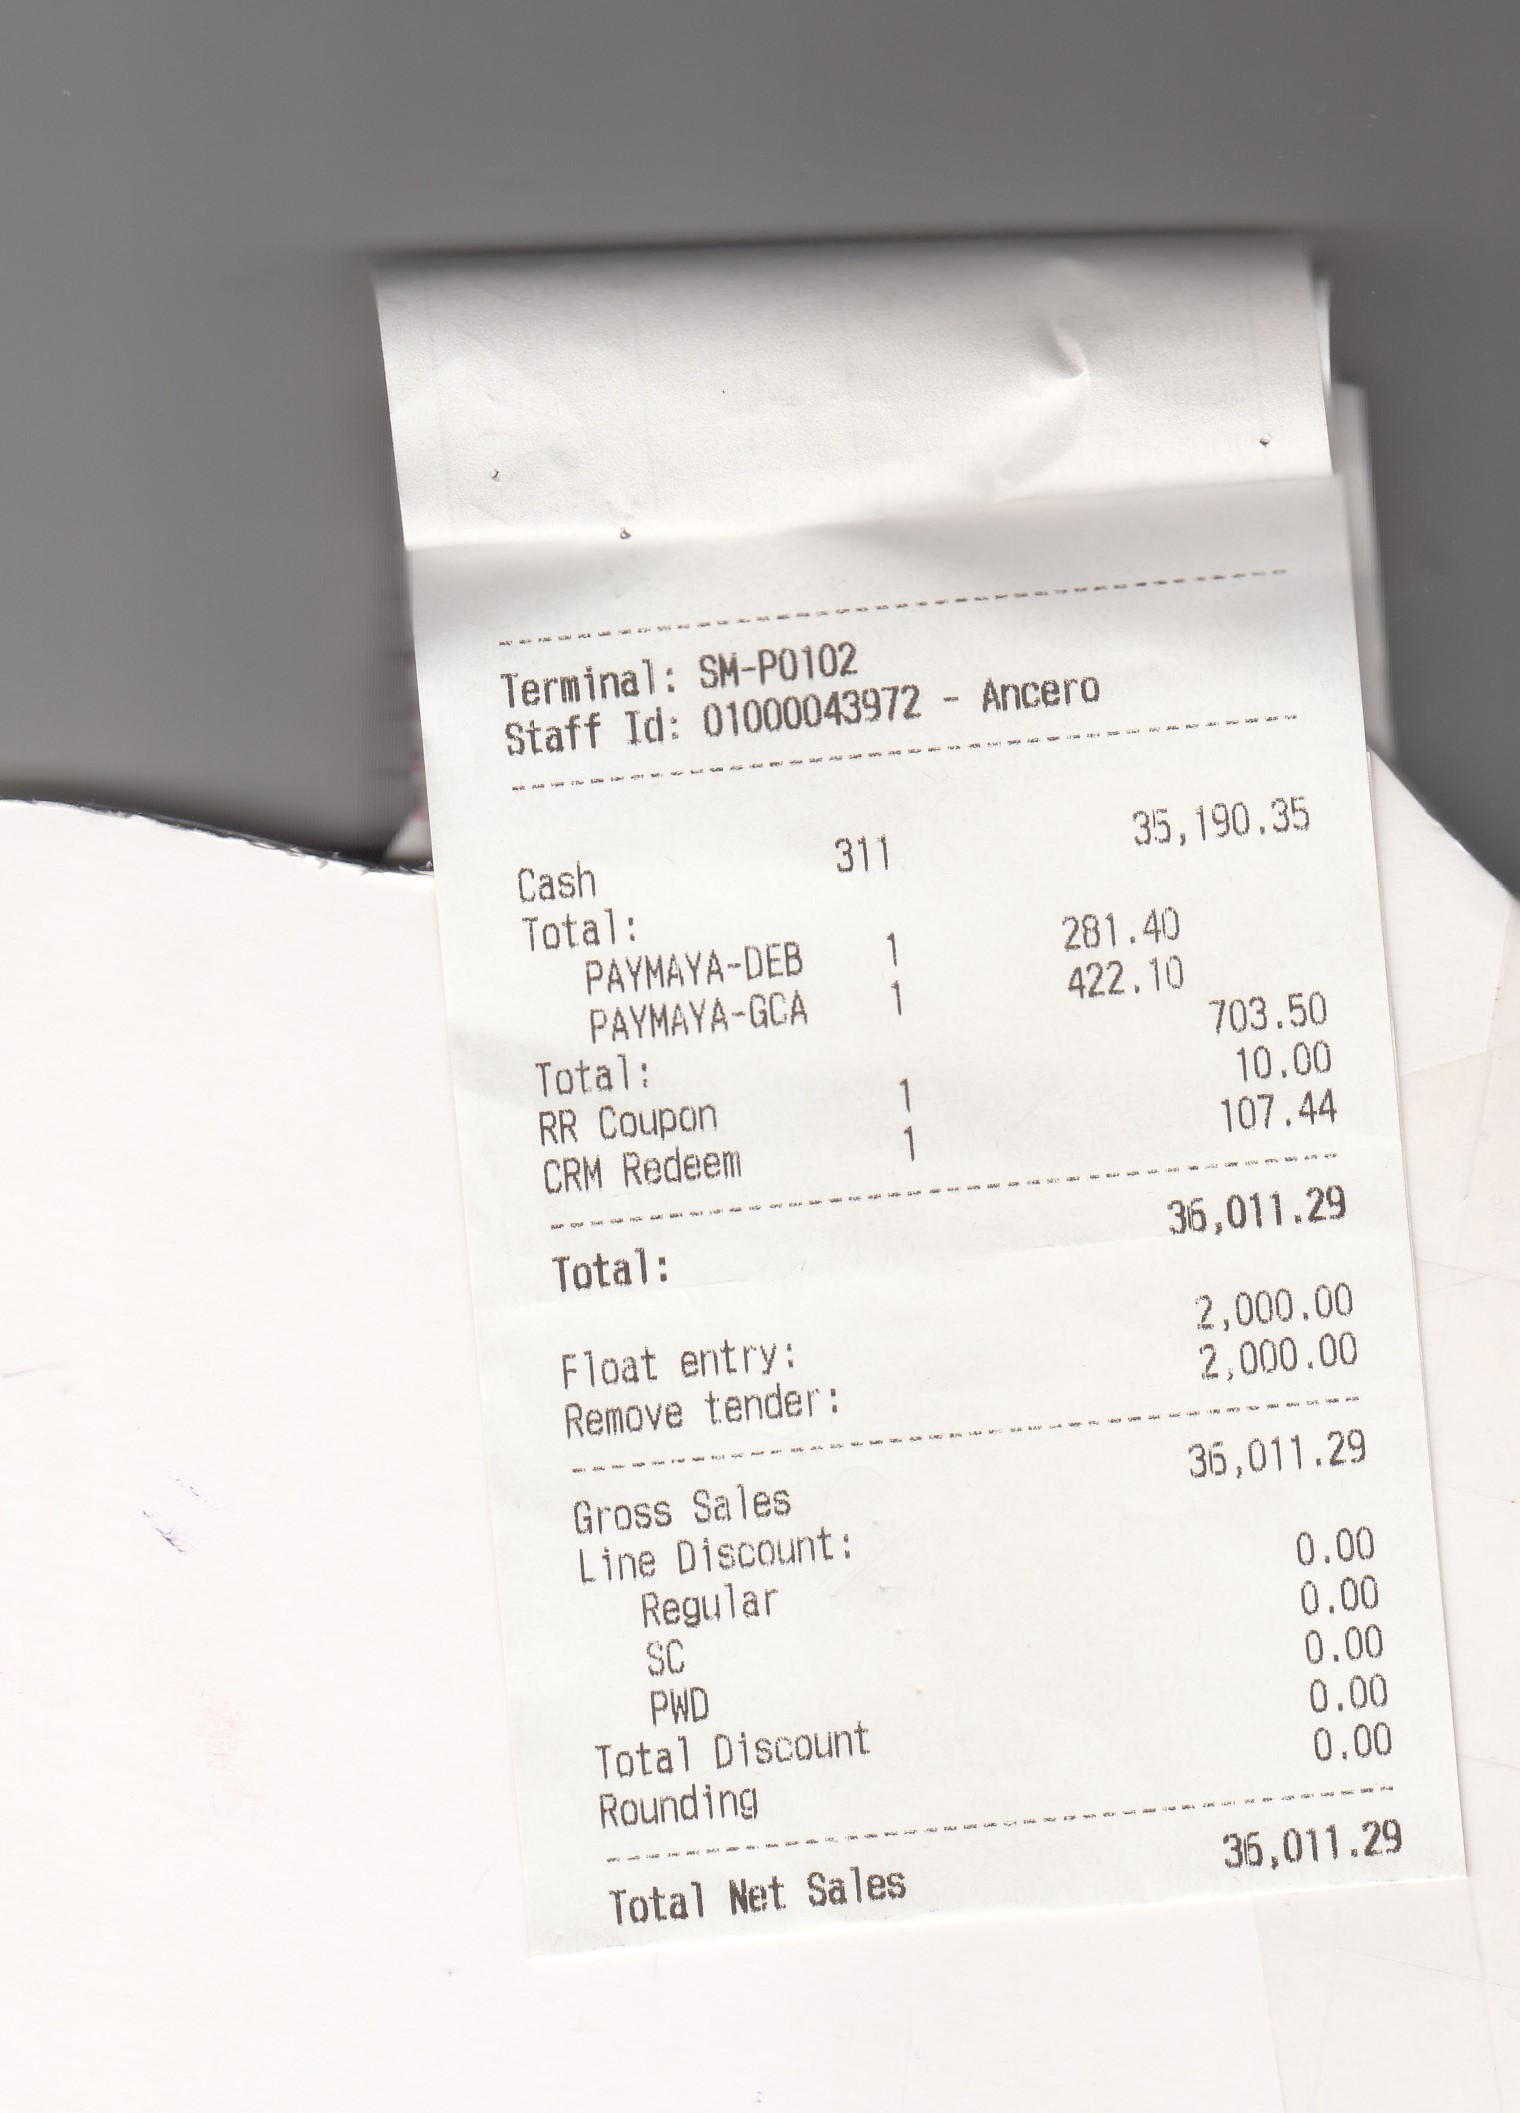 Terminal: SM-P0102
Staff Id: 01000043972 - Ancero
Cash 311 35,190.35
Total:
PAYMAYA-DEB 1 281.40
PAYMAYA-GCA 1 422.10
Total: 703.50
RR Coupon 1 10.00
CRM Redeem 1 107.44
Total: 36,011.29
Float entry: 2,000.00
Remove tender: 2,000.00
Gross Sales 36,011.29
Line Discount:
Regular 0.00
SC 0.00
PWD 0.00
Total Discount 0.00
Rounding 0.00
Total Net Sales 36,011.29